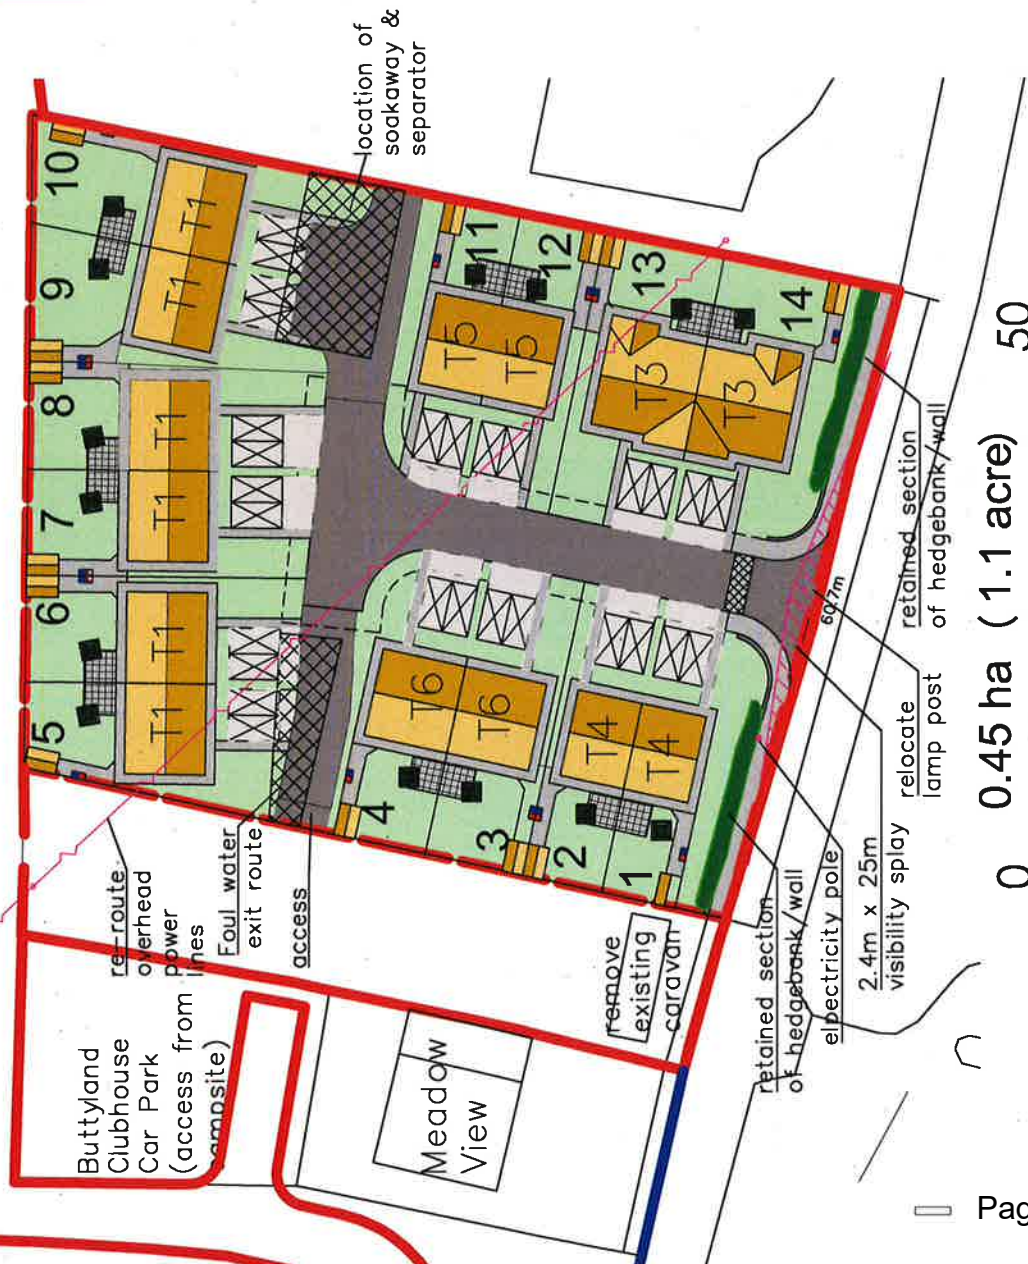 location of
soakaway &
separator
10
9
8
7
6
5
T1
T1
T1
T1
T1
T1
11
12
13
14
T5
T5
T3
T3
T6
T6
T4
T4
4
3
2
1
re-route
overhead
power
lines
Foul water
exit route
access
Buttyland
Clubhouse
Car Park
(access from
campsite)
Meadow
View
remove
existing
caravan
retained section
of hedgebank/wall
elpectricity pole
2.4m x 25m
visibility splay
relocate
lamp post
retained section
of hedgebank/wall
60.7m
0 0.45 ha ( 1.1 acre) 50
Pag